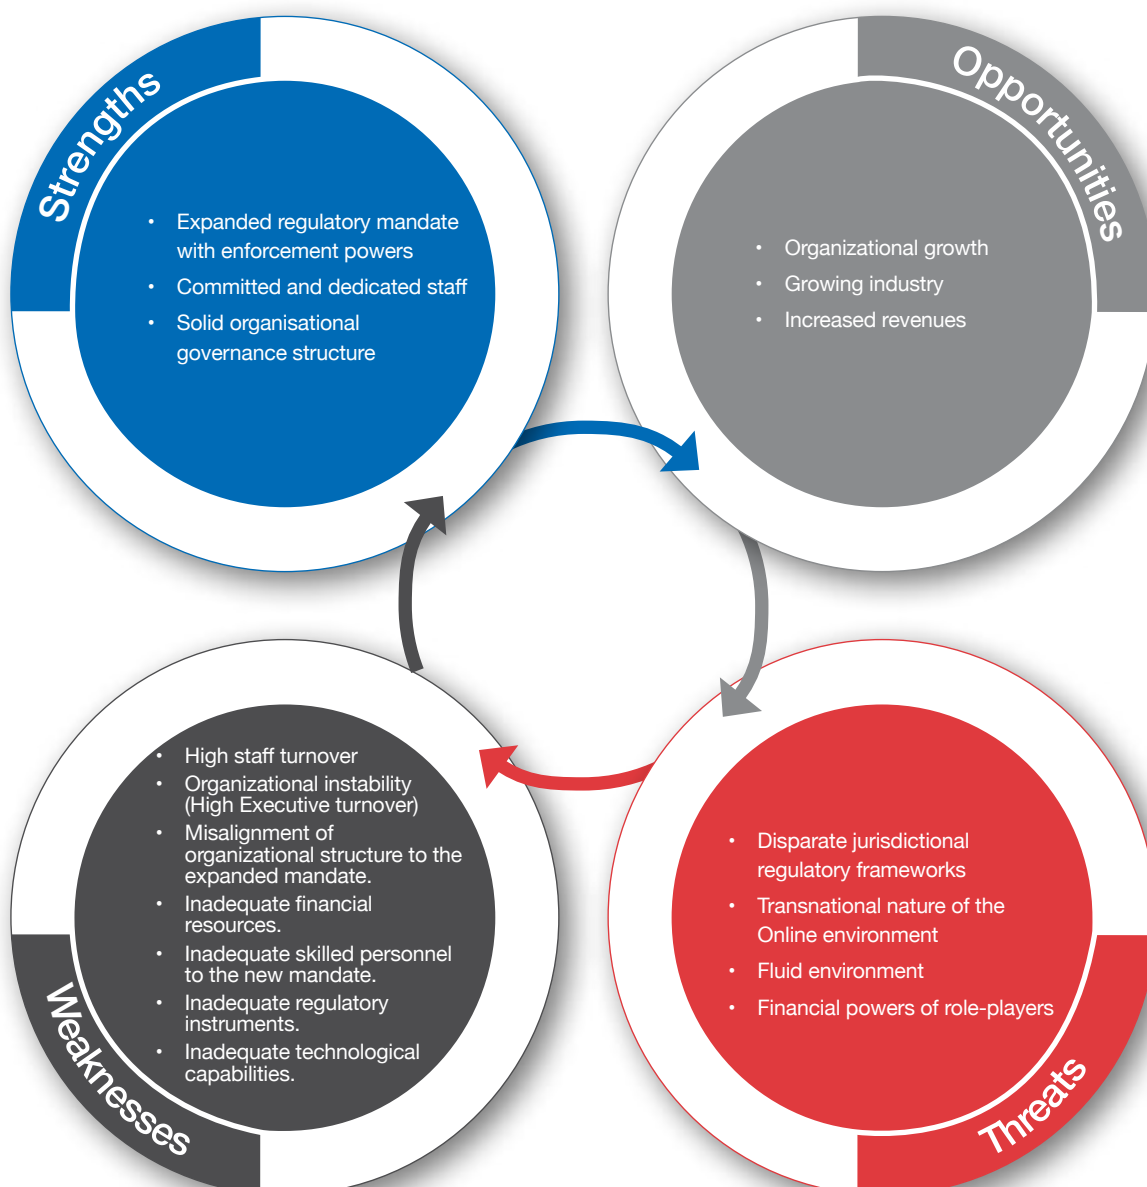 Strengths
• Expanded regulatory mandate
with enforcement powers
• Committed and dedicated staff
• Solid organisational
governance structure
Opportunities
• Organizational growth
• Growing industry
• Increased revenues
Weaknesses
• High staff turnover
• Organizational instability
(High Executive turnover)
• Misalignment of
organizational structure to the
expanded mandate.
• Inadequate financial
resources.
• Inadequate skilled personnel
to the new mandate.
• Inadequate regulatory
instruments.
• Inadequate technological
capabilities.
Threats
• Disparate jurisdictional
regulatory frameworks
• Transnational nature of the
Online environment
• Fluid environment
• Financial powers of role-players